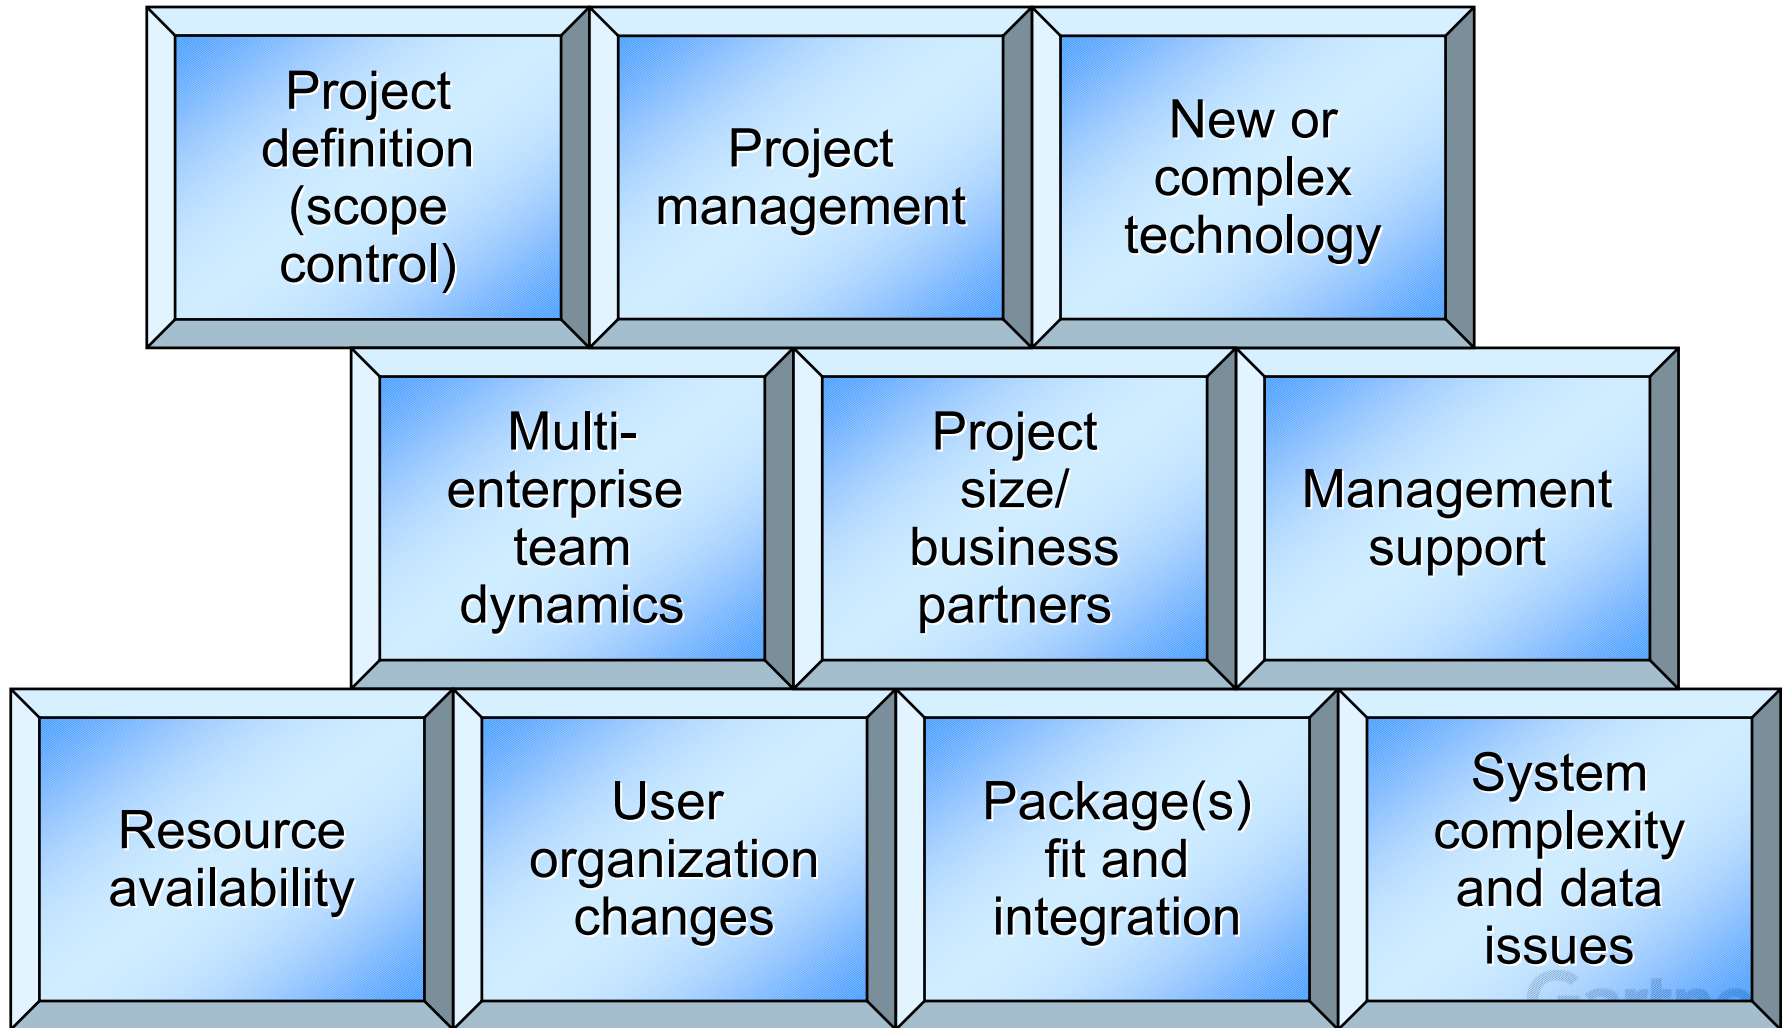 Project
definition
(scope
control)
Project
management
New or
complex
technology
Multi-
enterprise
team
dynamics
Project
size/
business
partners
Management
support
Resource
availability
User
organization
changes
Package(s)
fit and
integration
System
complexity
and data
issues